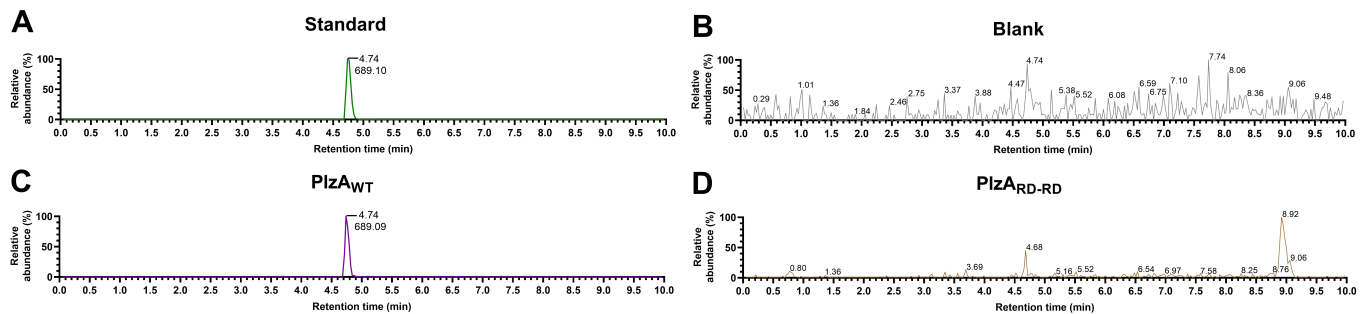 A
Standard
Relative
abundance (%)
100
50
0
4.74
689.10
0.0 0.5 1.0 1.5 2.0 2.5 3.0 3.5 4.0 4.5 5.0 5.5 6.0 6.5 7.0 7.5 8.0 8.5 9.0 9.5 10.0
Retention time (min)
B
Blank
Relative
abundance (%)
100
50
0
0.29 1.01 1.36 1.84 2.46 2.75 3.37 3.88 4.47 4.74 5.38 5.52 6.08 6.59 6.75 7.10 7.74 8.06 8.36 9.06 9.48
0.0 0.5 1.0 1.5 2.0 2.5 3.0 3.5 4.0 4.5 5.0 5.5 6.0 6.5 7.0 7.5 8.0 8.5 9.0 9.5 10.0
Retention time (min)
C
PlzAWT
Relative
abundance (%)
100
50
0
4.74
689.09
0.0 0.5 1.0 1.5 2.0 2.5 3.0 3.5 4.0 4.5 5.0 5.5 6.0 6.5 7.0 7.5 8.0 8.5 9.0 9.5 10.0
Retention time (min)
D
PlzARD-RD
Relative
abundance (%)
100
50
0
0.80 1.36 3.69 4.68 5.16 5.52 6.54 6.97 7.58 8.25 8.76 8.92 9.06
0.0 0.5 1.0 1.5 2.0 2.5 3.0 3.5 4.0 4.5 5.0 5.5 6.0 6.5 7.0 7.5 8.0 8.5 9.0 9.5 10.0
Retention time (min)